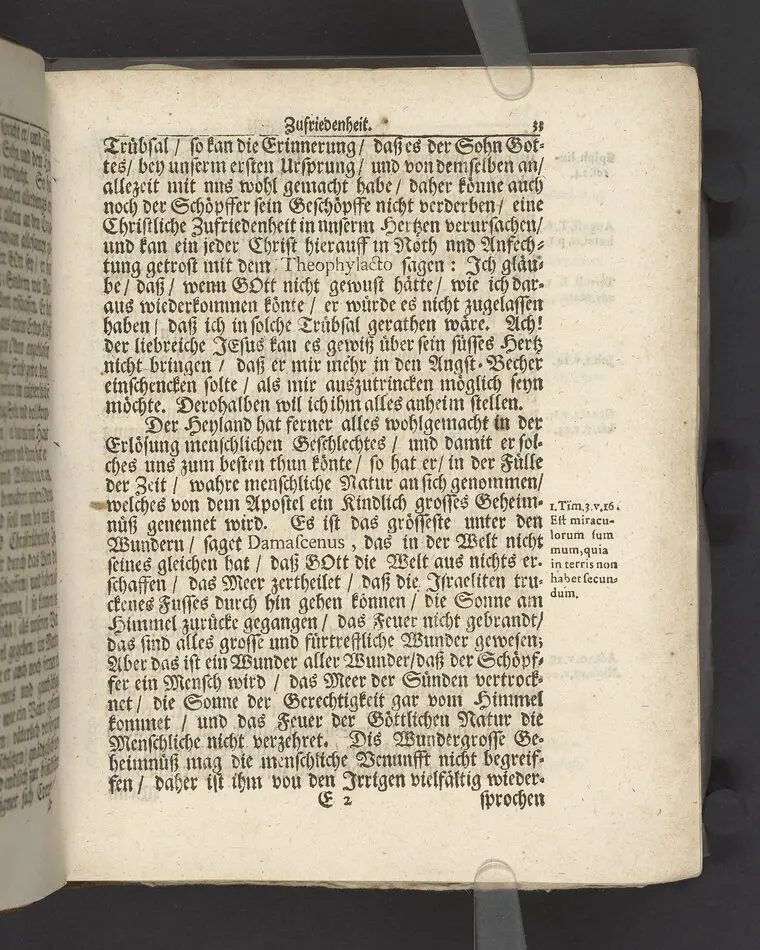 Zufriedenheit. 33
Trübsal / so kan die Erinnerung / daß es der Sohn Got-
tes / bey unserm ersten Ursprung / und von demselben an /
allezeit mit nns wohl gemacht habe / daher könne auch
noch der Schöpffer sein Geschöpffe nicht verderben / eine
Christliche Zufriedenheit in nnserm Hertzen verursachen /
und kan ein jeder Christ hierauff in Noth nnd Anfech-
tung getrost mit dem Theophylacto sagen : Ich gläu-
be / daß / wenn GOtt nicht gewust hätte / wie ich dar-
aus wiederkommen könte / er würde es nicht zugelassen
haben / daß ich in solche Trübsal gerathen wäre. Ach!
der liebreiche JEsus kan es gewiß über sein süsses Hertz
nicht bringen / daß er mir mehr in den Angst-Becher
einschencken solte / als mir auszutrincken möglich seyn
möchte. Derohalben wil ich ihm alles anheim stellen.
Der Heyland hat ferner alles wohlgemacht in der
Erlösung menschlichen Geschlechtes / und damit er sol-
ches uns zum besten thun könte / so hat er / in der Fülle
der Zeit / wahre menschliche Natur an sich genommen /
welches von dem Apostel ein Kindlich grosses Geheim-
nüß genennet wird. Es ist das grösseste unter den
Wundern / saget Damascenus, das in der Welt nicht
seines gleichen hat / daß GOtt die Welt aus nichts er-
schaffen / das Meer zertheilet / daß die Israeliten tru-
ckenes Fusses durch hin gehen können / die Sonne am
Himmel zurücke gegangen / das Feuer nicht gebrandt /
das sind alles grosse und fürtreffliche Wunder gewesen;
Aber das ist ein Wunder aller Wunder / daß der Schöpf-
fer ein Mensch wird / das Meer der Sünden vertrock-
net / die Sonne der Gerechtigkeit gar vom Himmel
kommet / und das Feuer der Göttlichen Natur die
Menschliche nicht verzehret. Dis Wundergrosse Ge-
heimnüß mag die menschliche Venunfft nicht begreif-
fen / daher ist ihm von den Irrigen vielfältig wieder-
E 2 sprochen
1. Tim. 3. v. 16.
Est miracu-
lorum sum
mum, quia
in terris non
habet secun-
dum.